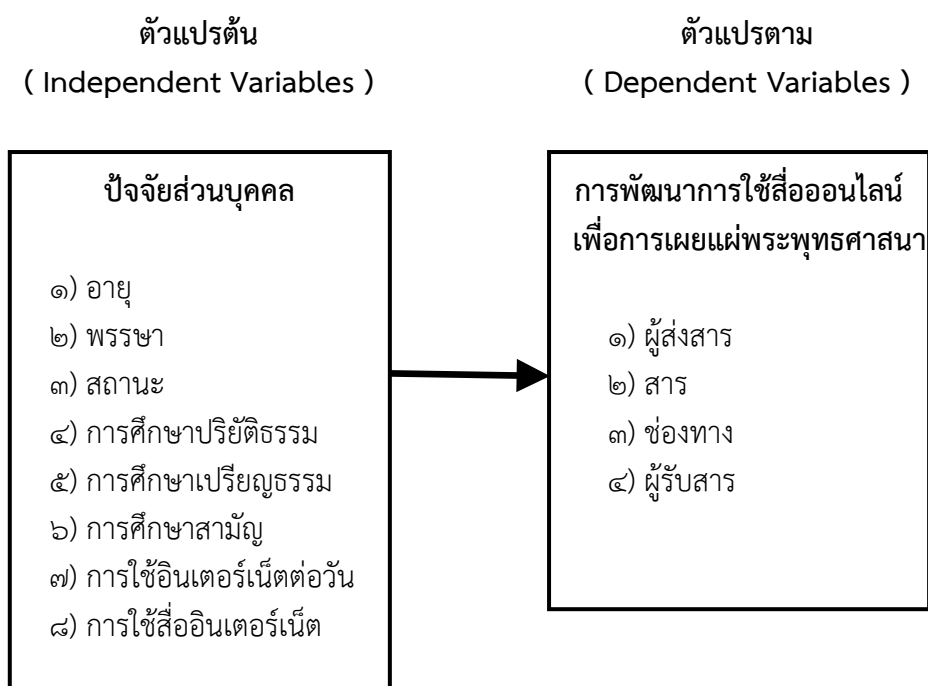 ตัวแปรต้น
( Independent Variables )
ตัวแปรตาม
( Dependent Variables )
ปัจจัยส่วนบุคคล
๑) อายุ
๒) พรรษา
๓) สถานะ
๔) การศึกษาปริยัติธรรม
๕) การศึกษาเปรียญธรรม
๖) การศึกษาสามัญ
๗) การใช้อินเตอร์เน็ตต่อวัน
๘) การใช้สื่ออินเตอร์เน็ต
การพัฒนาการใช้สื่อออนไลน์
เพื่อการเผยแผ่พระพุทธศาสนา
๑) ผู้ส่งสาร
๒) สาร
๓) ช่องทาง
๔) ผู้รับสาร